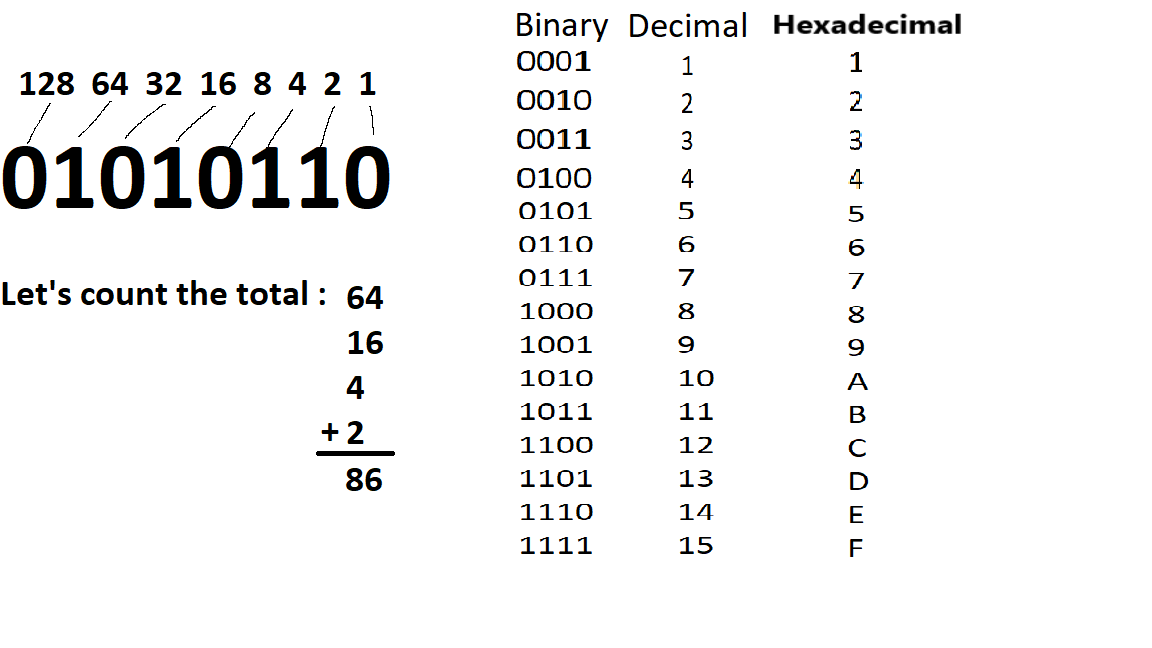 128 64 32 16 8 4 2 1
01010110
Let's count the total : 64
16
4
+ 2
86
Binary Decimal Hexadecimal
0001 1 1
0010 2 2
0011 3 3
0100 4 4
0101 5 5
0110 6 6
0111 7 7
1000 8 8
1001 9 9
1010 10 A
1011 11 B
1100 12 C
1101 13 D
1110 14 E
1111 15 F